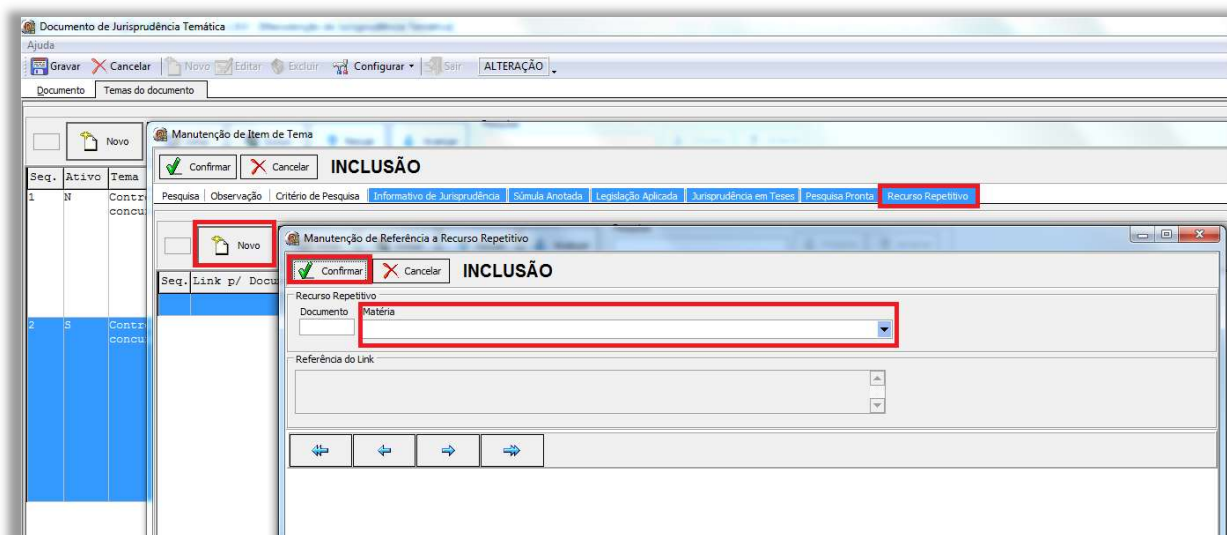 Documento de Jurisprudência Temática
Ajuda
Gravar Cancelar Novo Editar Excluir Configurar Sair ALTERAÇÃO
Documento Temas do documento
Novo
Manutenção de Item de Tema
Confirmar Cancelar INCLUSÃO
Seq. Ativo Tema
Pesquisa Observação Critério de Pesquisa Informativo de Jurisprudência Súmula Anotada Legislação Aplicada Jurisprudência em Teses Pesquisa Pronta Recurso Repetitivo
1 N Contr
concu
Novo
Manutenção de Referência a Recurso Repetitivo
Confirmar Cancelar INCLUSÃO
Seq. Link p/ Docu
Recurso Repetitivo
Documento Matéria
2 S Contr
concu
Referência do Link